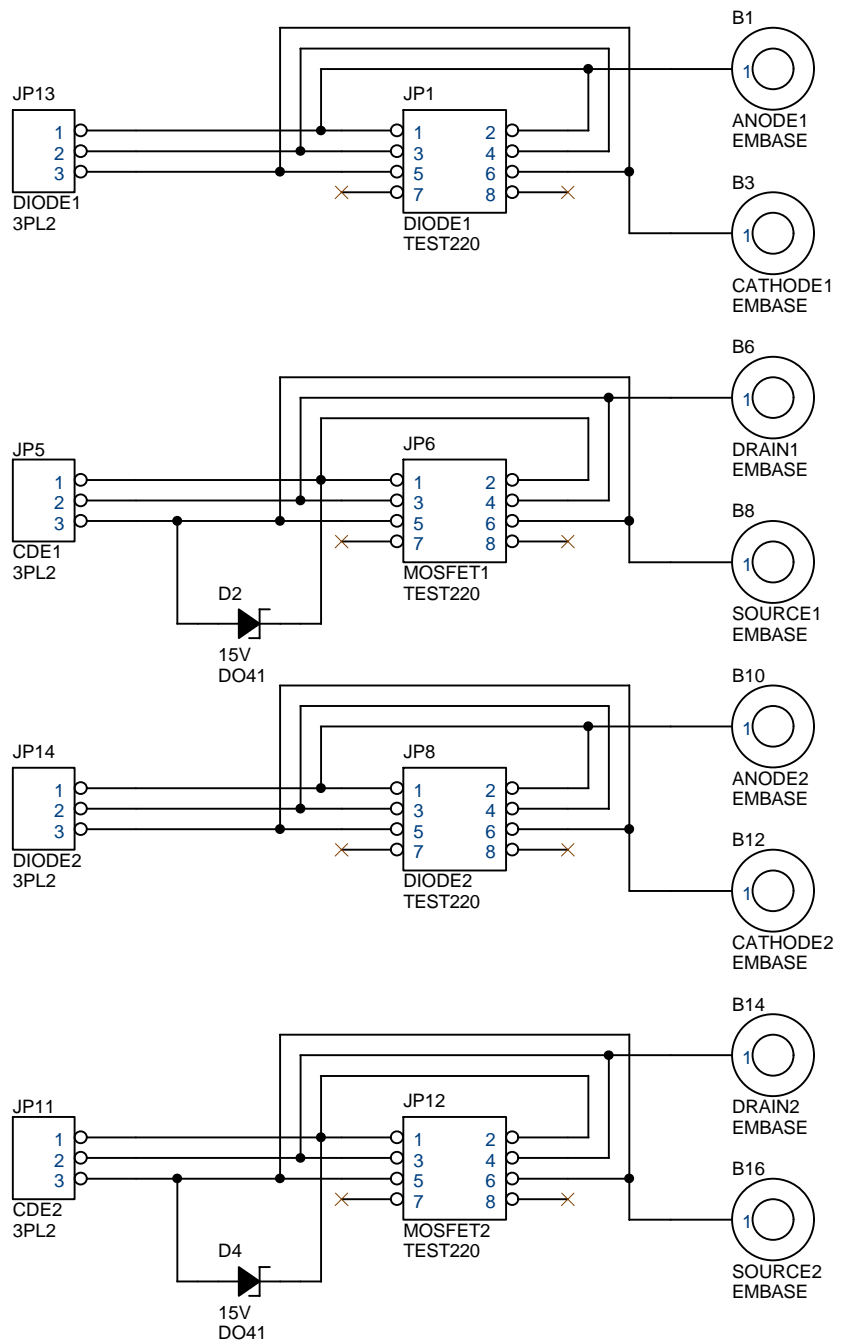 B1
1
ANODE1
EMBASE
JP13
1
2
3
DIODE1
3PL2
JP1
1 2
3 4
5 6
7 8
DIODE1
TEST220
B3
1
CATHODE1
EMBASE
B6
1
DRAIN1
EMBASE
JP5
1
2
3
CDE1
3PL2
JP6
1 2
3 4
5 6
7 8
MOSFET1
TEST220
B8
1
SOURCE1
EMBASE
D2
15V
DO41
B10
1
ANODE2
EMBASE
JP14
1
2
3
DIODE2
3PL2
JP8
1 2
3 4
5 6
7 8
DIODE2
TEST220
B12
1
CATHODE2
EMBASE
B14
1
DRAIN2
EMBASE
JP11
1
2
3
CDE2
3PL2
JP12
1 2
3 4
5 6
7 8
MOSFET2
TEST220
B16
1
SOURCE2
EMBASE
D4
15V
DO41